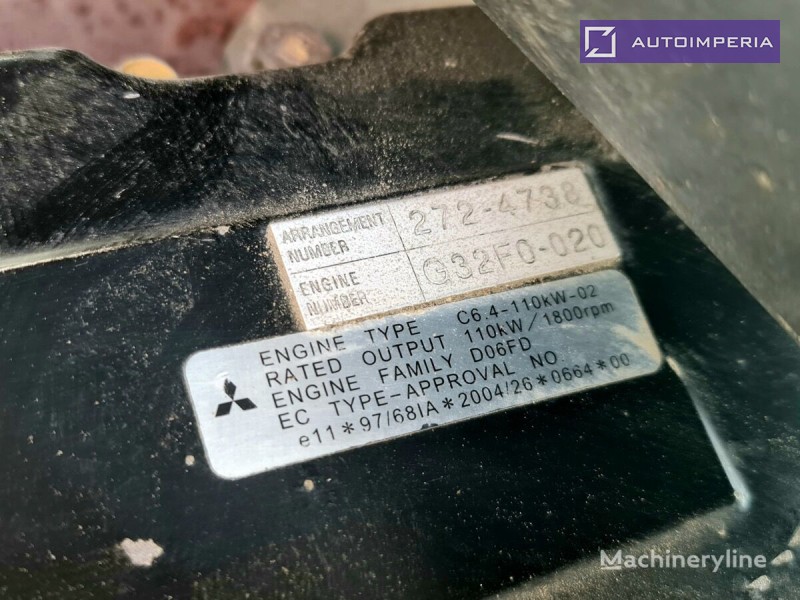 AUTOIMPERIA
ARRANGEMENT NUMBER 272-4738
ENGINE NUMBER G32F0-020
ENGINE TYPE C6.4-110kW-02
RATED OUTPUT 110kW/1800rpm
ENGINE FAMILY D06FD
EC TYPE-APPROVAL NO.
e11*97/68IA*2004/26*0664*00
Machineryline